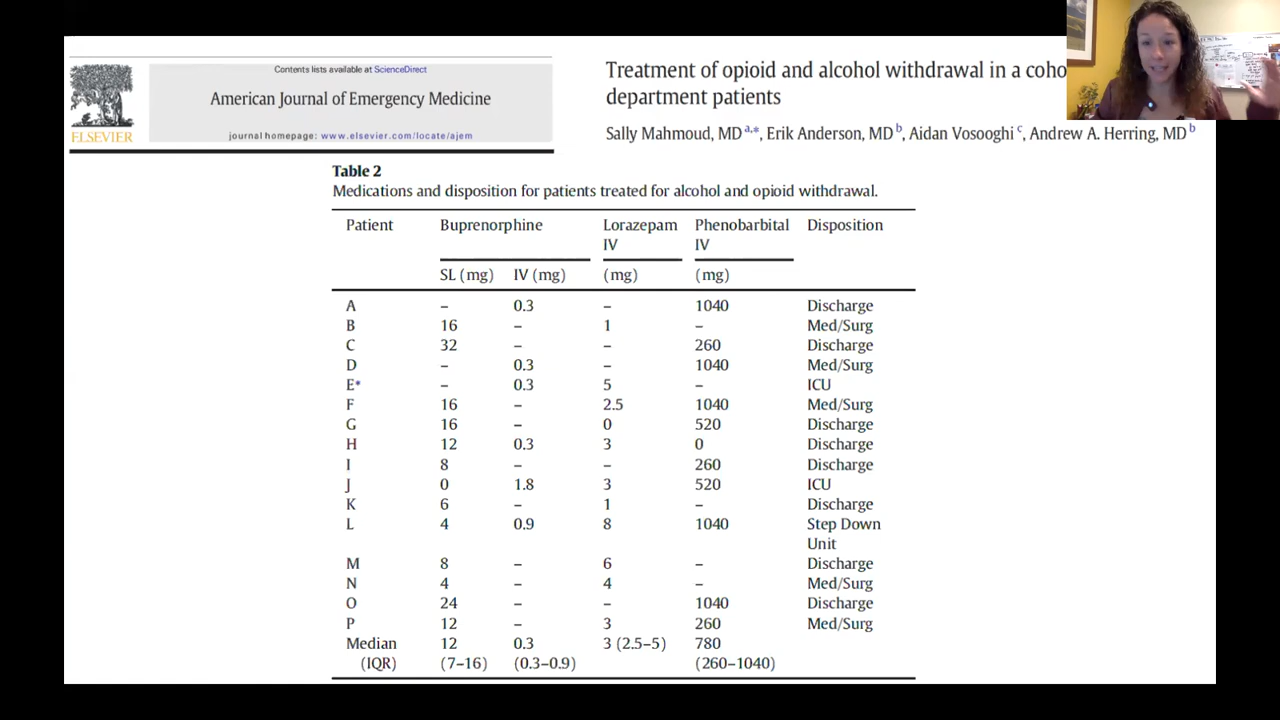 ELSEVIER
Contents lists available at ScienceDirect
American Journal of Emergency Medicine
journal homepage: www.elsevier.com/locate/ajem
Treatment of opioid and alcohol withdrawal in a coho
department patients
Sally Mahmoud, MD a,*, Erik Anderson, MD b, Aidan Vosooghi c, Andrew A. Herring, MD b
Table 2
Medications and disposition for patients treated for alcohol and opioid withdrawal.
Patient Buprenorphine Lorazepam IV Phenobarbital IV Disposition
SL (mg) IV (mg) (mg) (mg)
A – 0.3 – 1040 Discharge
B 16 – 1 – Med/Surg
C 32 – – 260 Discharge
D – 0.3 – 1040 Med/Surg
E* – 0.3 5 – ICU
F 16 – 2.5 1040 Med/Surg
G 16 – 0 520 Discharge
H 12 0.3 3 0 Discharge
I 8 – – 260 Discharge
J 0 1.8 3 520 ICU
K 6 – 1 – Discharge
L 4 0.9 8 1040 Step Down
Unit
M 8 – 6 – Discharge
N 4 – 4 – Med/Surg
O 24 – – 1040 Discharge
P 12 – 3 260 Med/Surg
Median 12 0.3 3 (2.5–5) 780
(IQR) (7–16) (0.3–0.9) (260–1040)